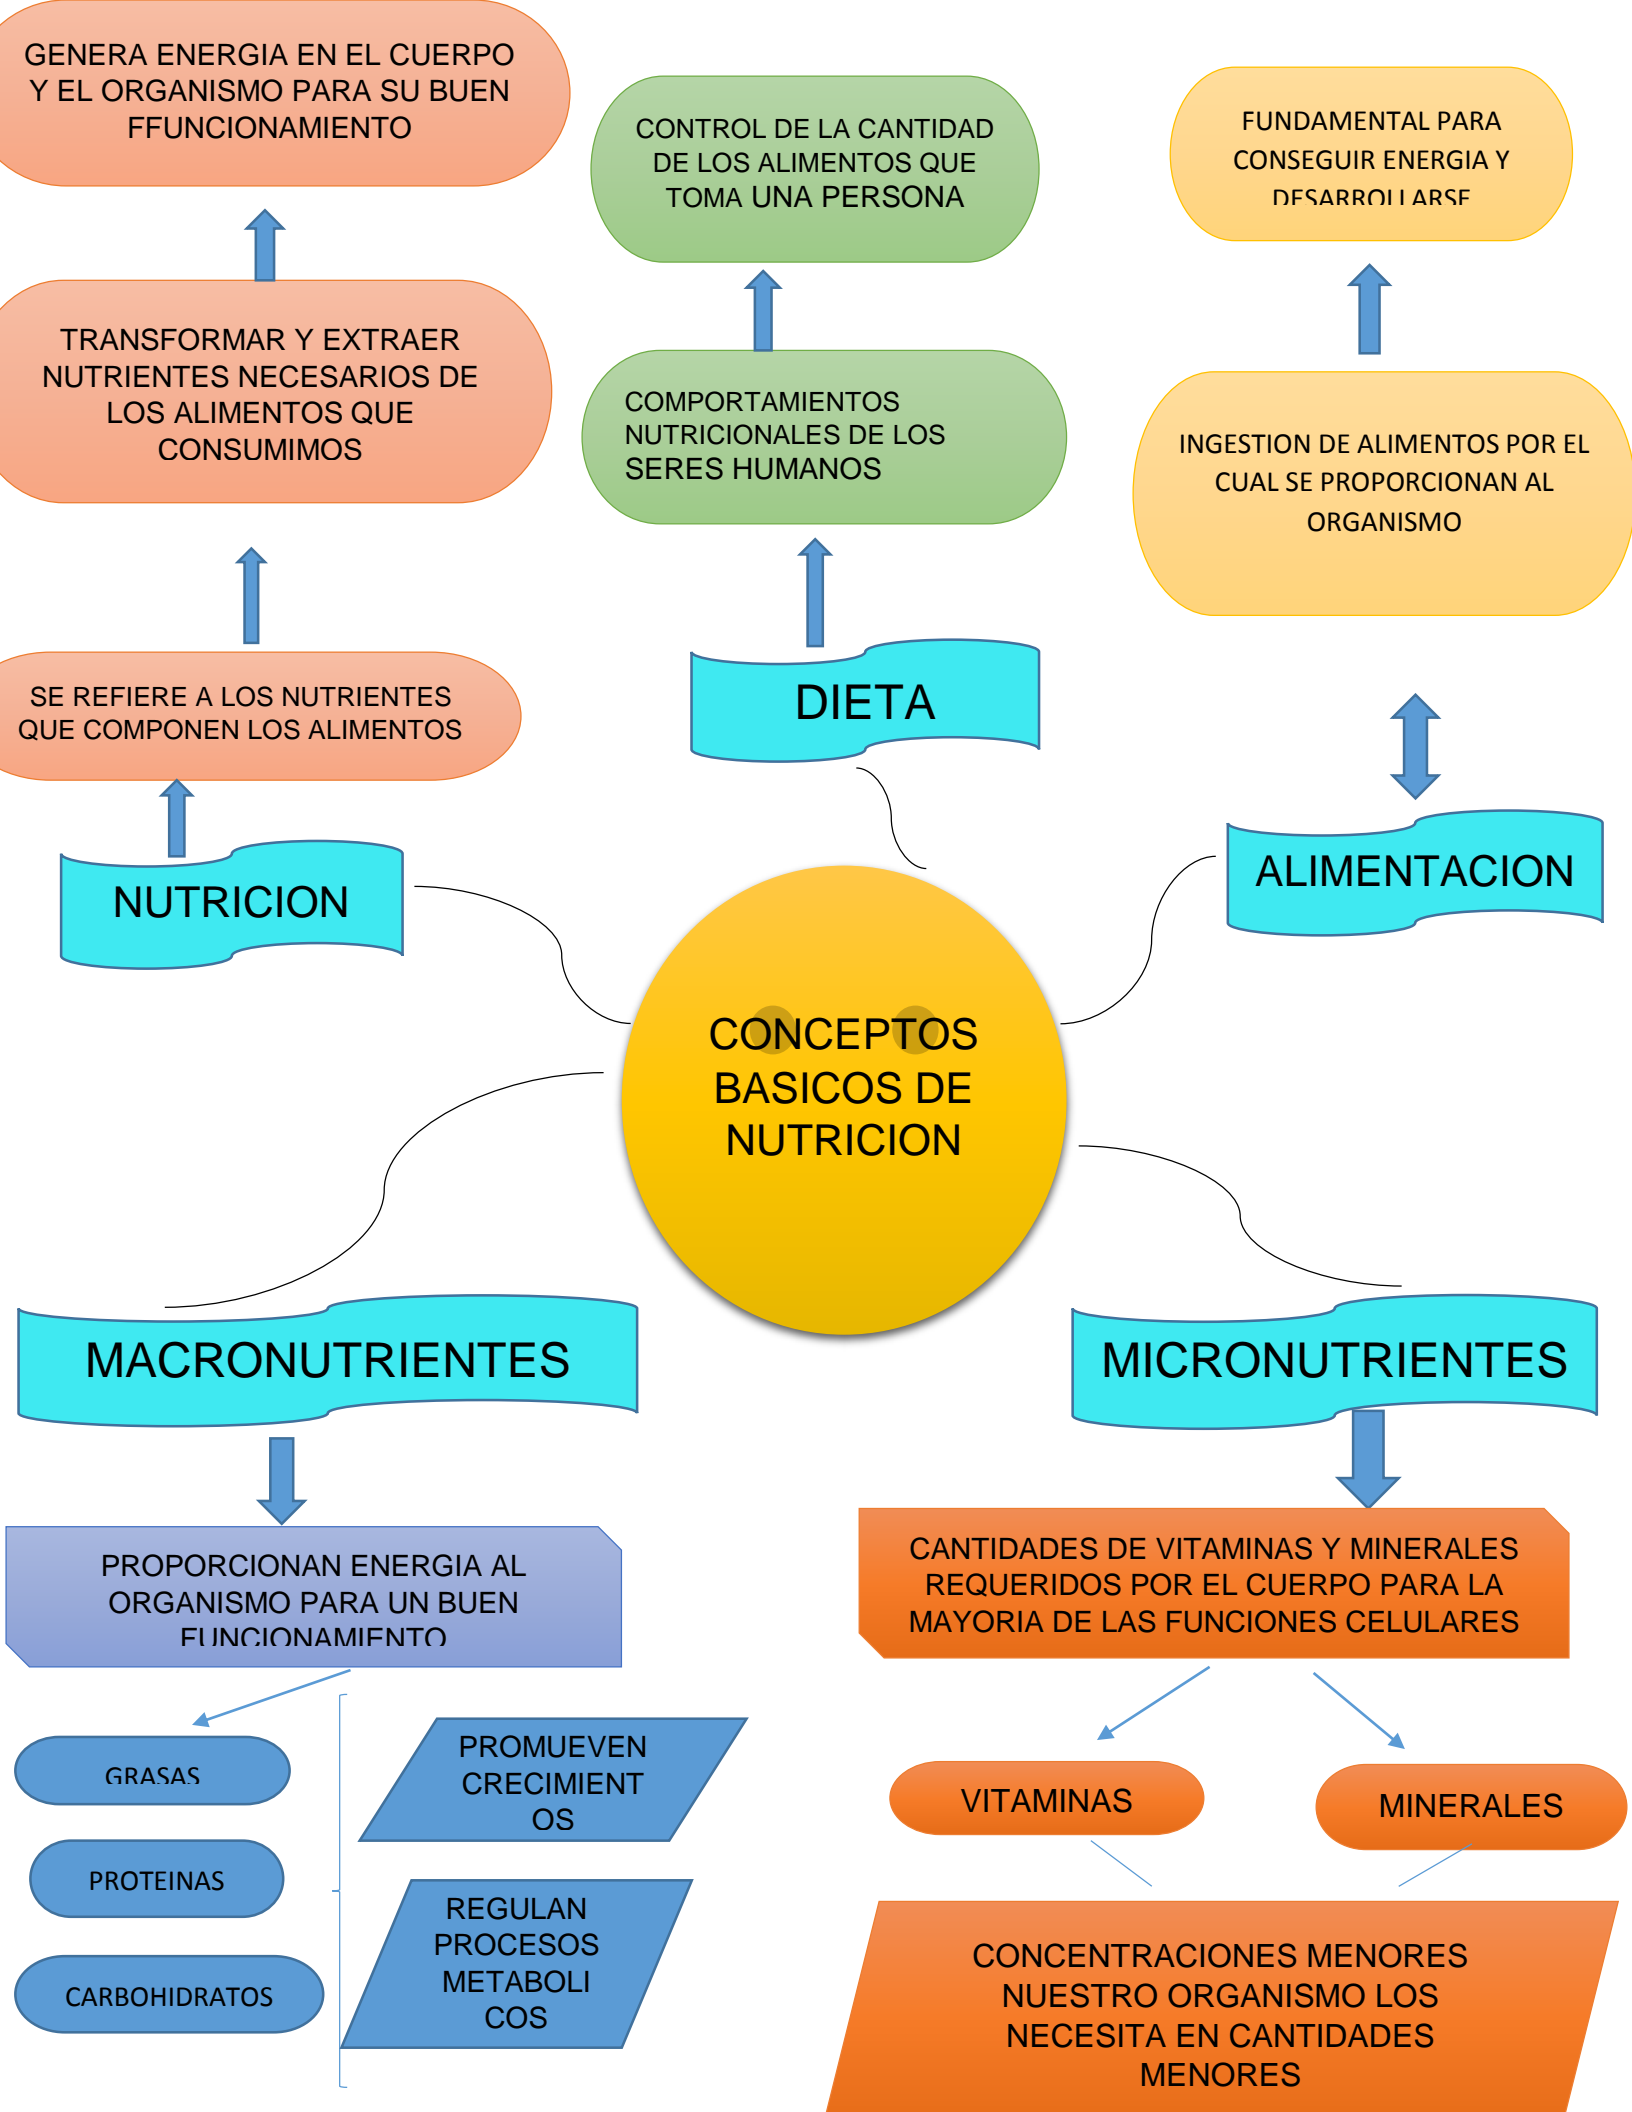 GENERA ENERGIA EN EL CUERPO
Y EL ORGANISMO PARA SU BUEN
FFUNCIONAMIENTO
CONTROL DE LA CANTIDAD
DE LOS ALIMENTOS QUE
TOMA UNA PERSONA
FUNDAMENTAL PARA
CONSEGUIR ENERGIA Y
DESARROLLARSE
TRANSFORMAR Y EXTRAER
NUTRIENTES NECESARIOS DE
LOS ALIMENTOS QUE
CONSUMIMOS
COMPORTAMIENTOS
NUTRICIONALES DE LOS
SERES HUMANOS
INGESTION DE ALIMENTOS POR EL
CUAL SE PROPORCIONAN AL
ORGANISMO
SE REFIERE A LOS NUTRIENTES
QUE COMPONEN LOS ALIMENTOS
DIETA
NUTRICION
ALIMENTACION
CONCEPTOS
BASICOS DE
NUTRICION
MACRONUTRIENTES
MICRONUTRIENTES
PROPORCIONAN ENERGIA AL
ORGANISMO PARA UN BUEN
FUNCIONAMIENTO
CANTIDADES DE VITAMINAS Y MINERALES
REQUERIDOS POR EL CUERPO PARA LA
MAYORIA DE LAS FUNCIONES CELULARES
GRASAS
PROTEINAS
CARBOHIDRATOS
PROMUEVEN
CRECIMIENT
OS
REGULAN
PROCESOS
METABOLI
COS
VITAMINAS
MINERALES
CONCENTRACIONES MENORES
NUESTRO ORGANISMO LOS
NECESITA EN CANTIDADES
MENORES